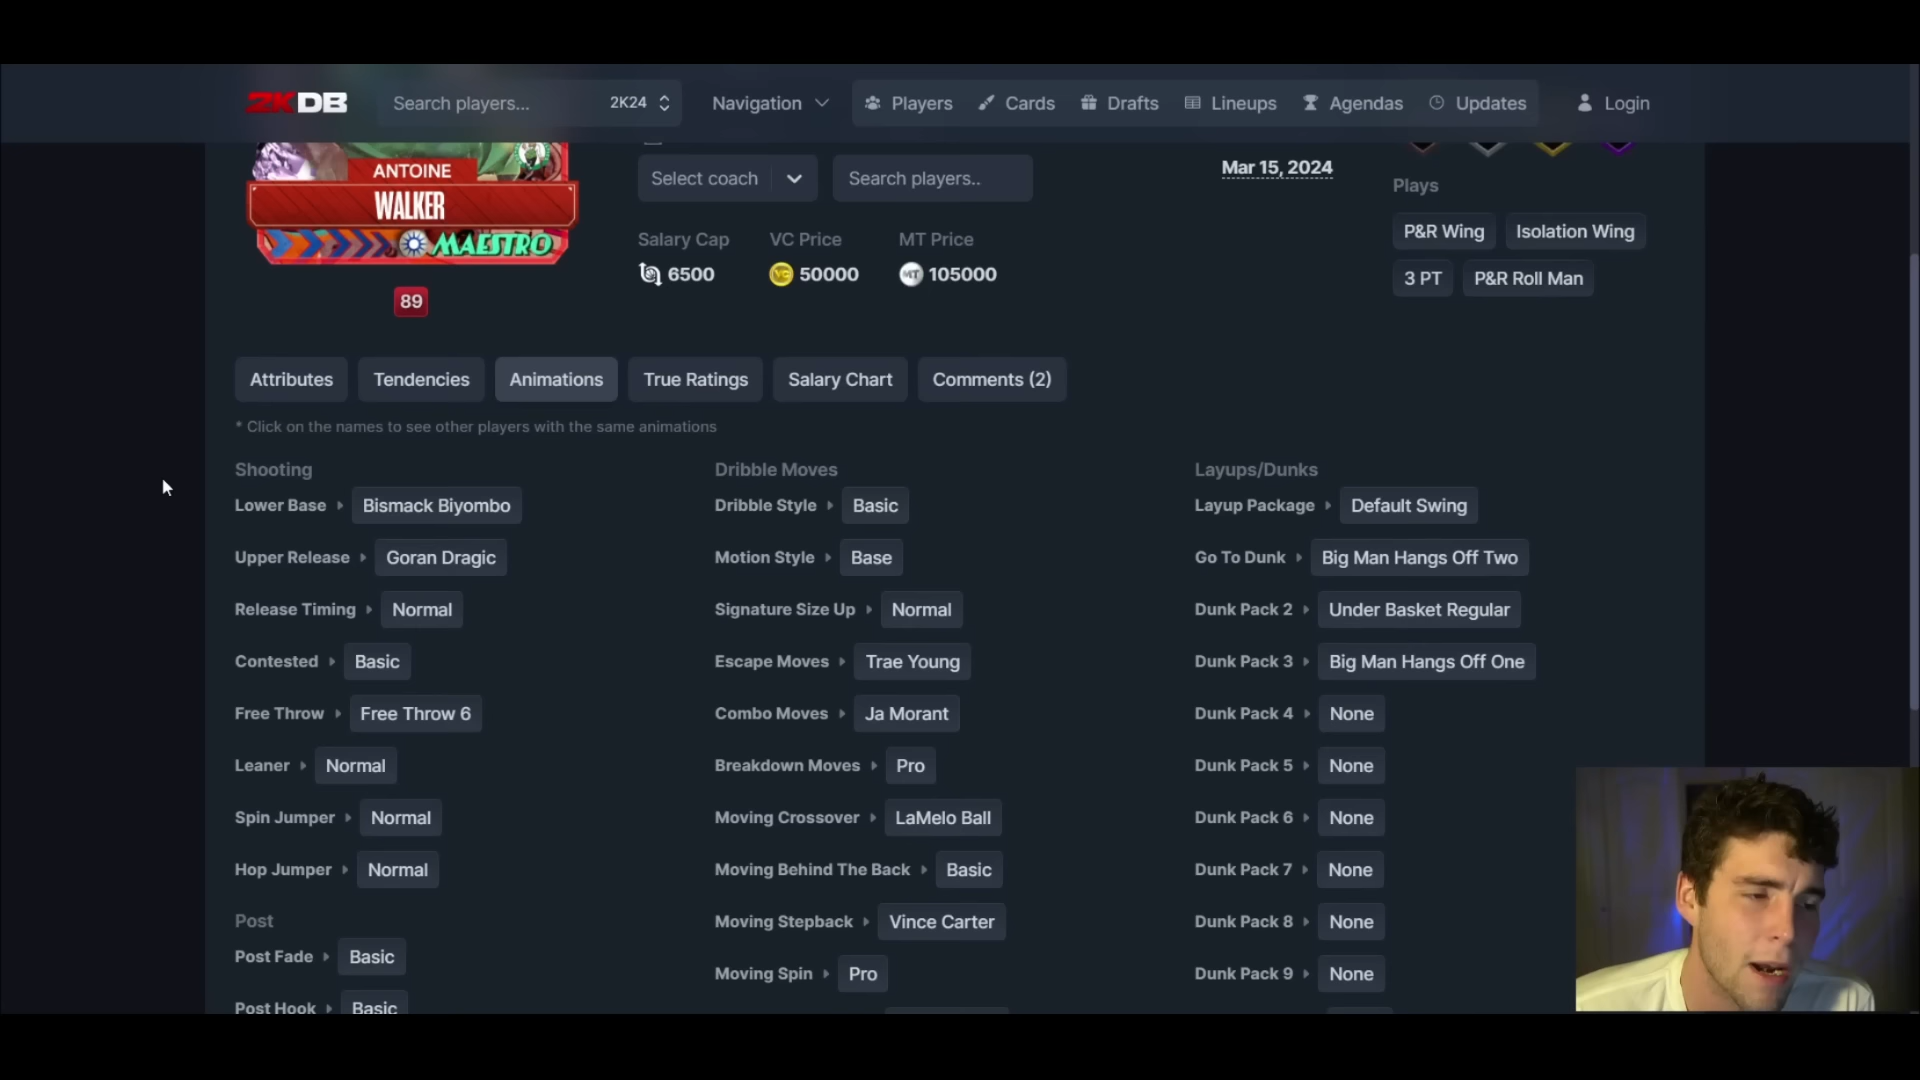 2KDB
Search players...
2K24
Navigation
Players
Cards
Drafts
Lineups
Agendas
Updates
Login
ANTOINE
WALKER
MAESTRO
89
Select coach
Search players..
Salary Cap
VC Price
MT Price
6500
VC
50000
MT
105000
Mar 15, 2024
Plays
P&R Wing
Isolation Wing
3 PT
P&R Roll Man
Attributes
Tendencies
Animations
True Ratings
Salary Chart
Comments (2)
* Click on the names to see other players with the same animations
Shooting
Lower Base Bismack Biyombo
Upper Release Goran Dragic
Release Timing Normal
Contested Basic
Free Throw Free Throw 6
Leaner Normal
Spin Jumper Normal
Hop Jumper Normal
Post
Post Fade Basic
Post Hook Basic
Dribble Moves
Dribble Style Basic
Motion Style Base
Signature Size Up Normal
Escape Moves Trae Young
Combo Moves Ja Morant
Breakdown Moves Pro
Moving Crossover LaMelo Ball
Moving Behind The Back Basic
Moving Stepback Vince Carter
Moving Spin Pro
Layups/Dunks
Layup Package Default Swing
Go To Dunk Big Man Hangs Off Two
Dunk Pack 2 Under Basket Regular
Dunk Pack 3 Big Man Hangs Off One
Dunk Pack 4 None
Dunk Pack 5 None
Dunk Pack 6 None
Dunk Pack 7 None
Dunk Pack 8 None
Dunk Pack 9 None